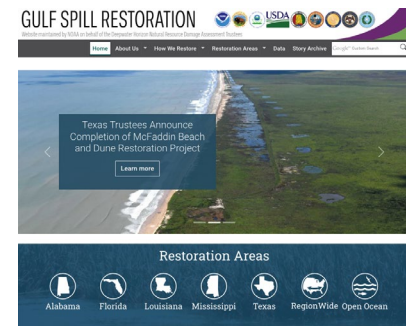 GULF SPILL RESTORATION
USDA
Website maintained by NOAA on behalf of the Deepwater Horizon Natural Resource Damage Assessment Trustees
Home About Us How We Restore Restoration Areas Data Story Archive
Texas Trustees Announce
Completion of McFaddin Beach
and Dune Restoration Project
Learn more
Restoration Areas
Alabama Florida Louisiana Mississippi Texas RegionWide Open Ocean